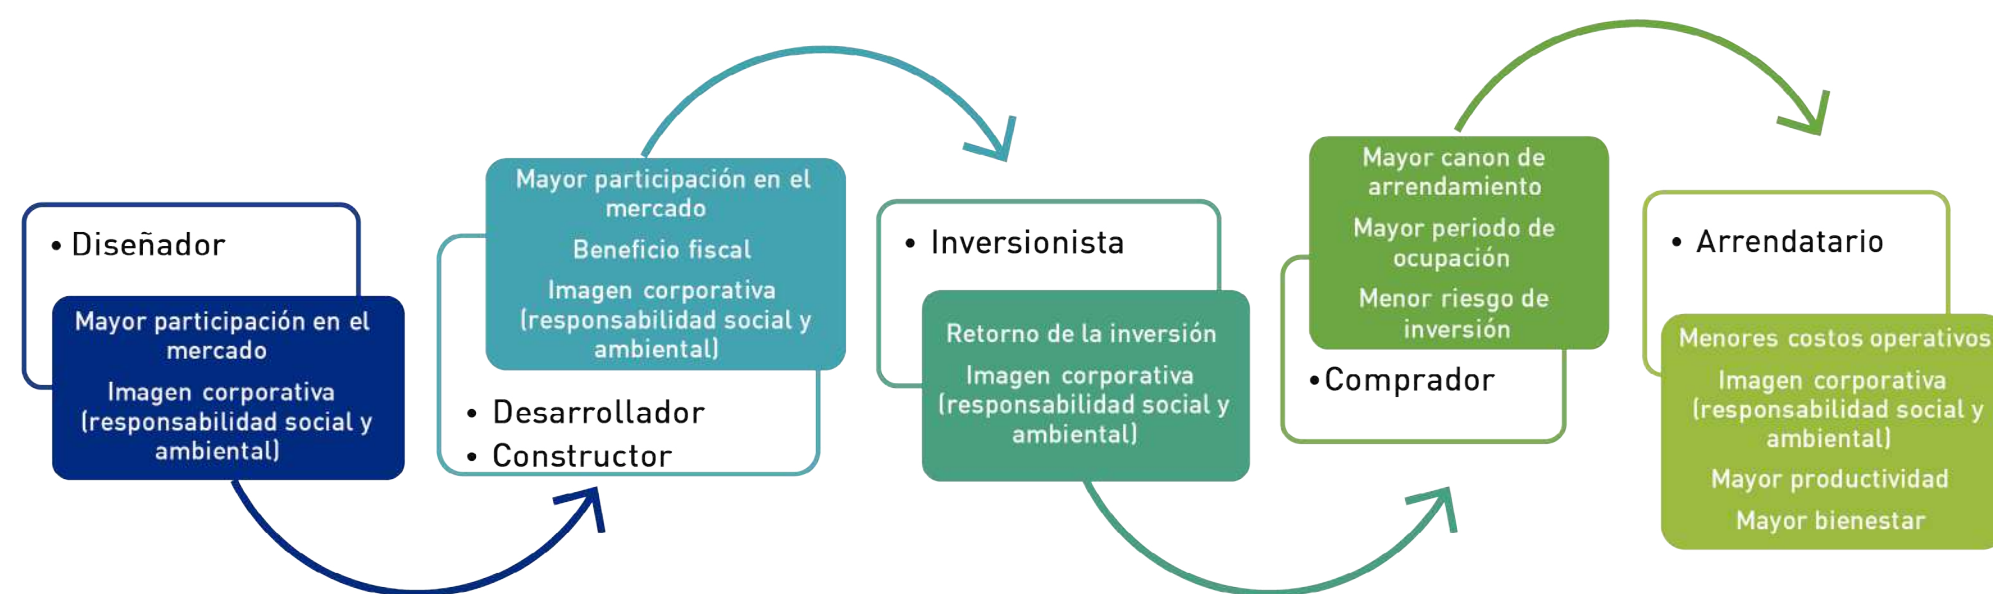 • Diseñador
Mayor participación en el
mercado
Imagen corporativa
(responsabilidad social y
ambiental)
Mayor participación en el
mercado
Beneficio fiscal
Imagen corporativa
(responsabilidad social y
ambiental)
• Desarrollador
• Constructor
• Inversionista
Retorno de la inversión
Imagen corporativa
(responsabilidad social y
ambiental)
Mayor canon de
arrendamiento
Mayor periodo de
ocupación
Menor riesgo de
inversión
•Comprador
• Arrendatario
Menores costos operativos
Imagen corporativa
(responsabilidad social y
ambiental)
Mayor productividad
Mayor bienestar